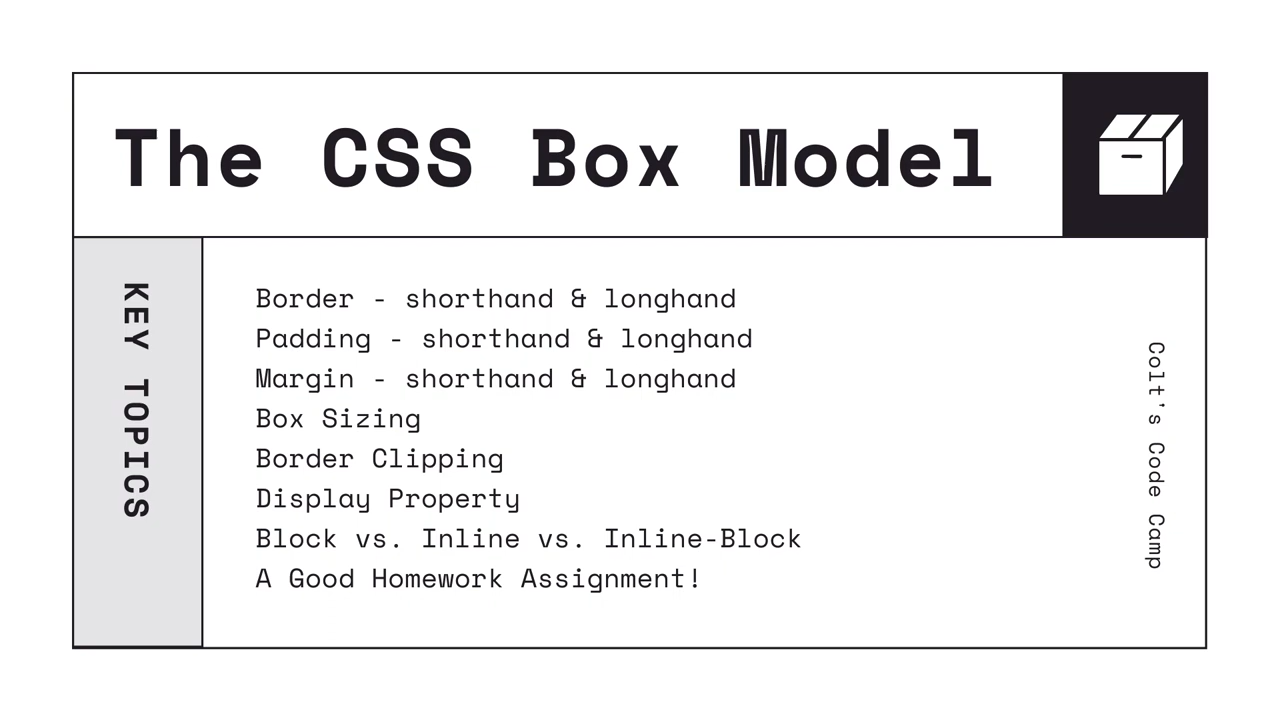 The CSS Box Model
KEY TOPICS
Border - shorthand & longhand
Padding - shorthand & longhand
Margin - shorthand & longhand
Box Sizing
Border Clipping
Display Property
Block vs. Inline vs. Inline-Block
A Good Homework Assignment!
Colt's Code Camp